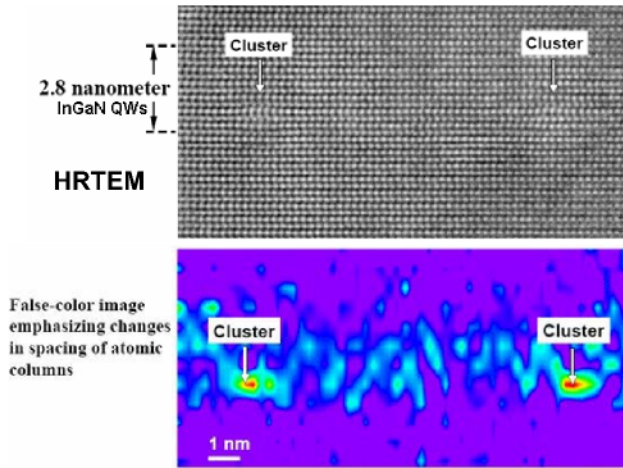 Cluster
Cluster
2.8 nanometer
InGaN QWs
HRTEM
False-color image
emphasizing changes
in spacing of atomic
columns
Cluster
Cluster
1 nm